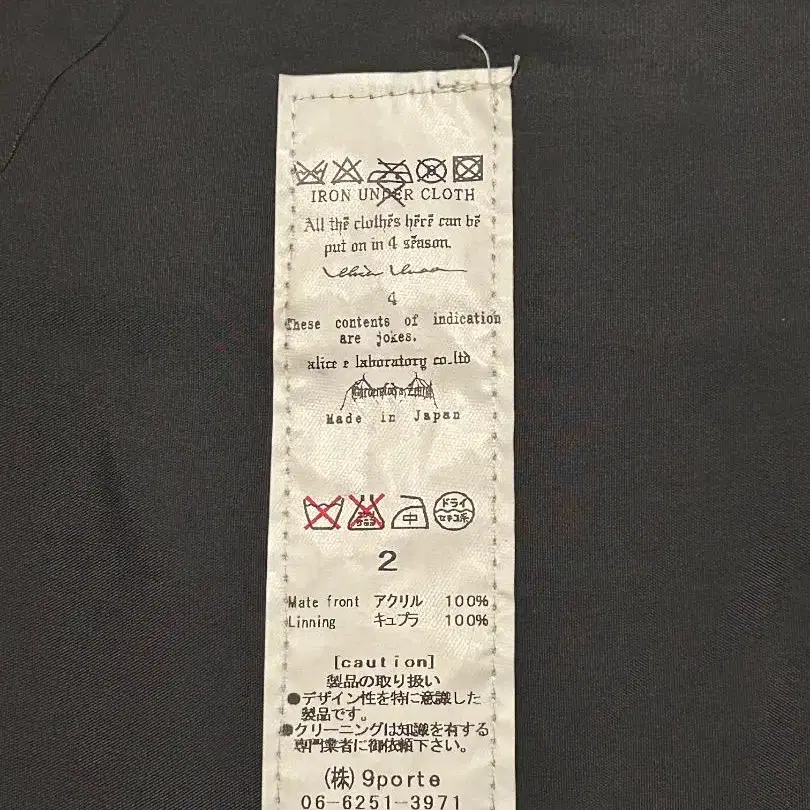 IRON UNDER CLOTH
All thē clothēs hērē can bē
put on in 4 sēason.
4
These contents of indication
are jokes.
alice e laboratory co.ltd
Made in Japan
中
ドライ
セキユ系
2
Mate front アクリル 100%
Linning キュプラ 100%
[caution]
製品の取り扱い
●デザイン性を特に意識した
製品です。
●クリーニングは知識を有する
専門業者に御依頼下さい。
(株) 9porte
06-6251-3971